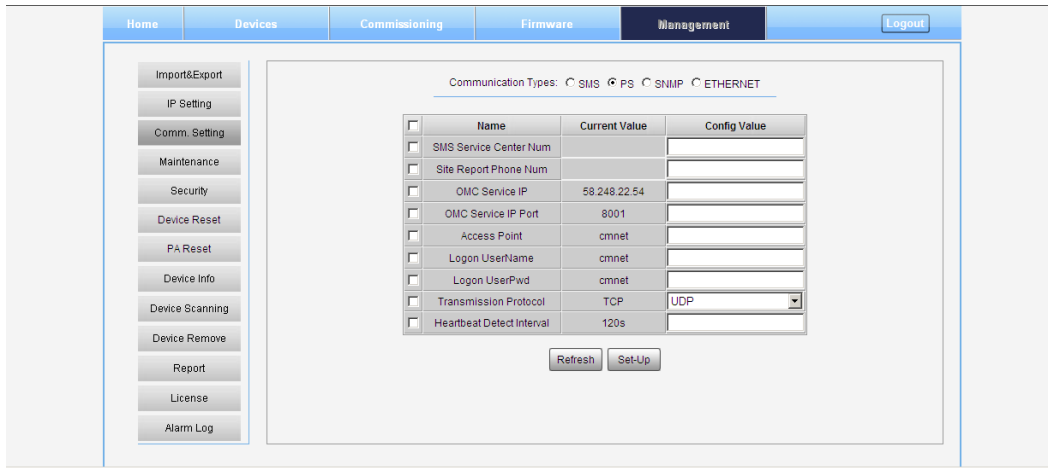 Home Devices Commissioning Firmware Management Logout
Import&Export
IP Setting
Comm. Setting
Maintenance
Security
Device Reset
PA Reset
Device Info
Device Scanning
Device Remove
Report
License
Alarm Log
Communication Types: SMS PS SNMP ETHERNET
Name Current Value Config Value
SMS Service Center Num
Site Report Phone Num
OMC Service IP 58.248.22.54
OMC Service IP Port 8001
Access Point cmnet
Logon UserName cmnet
Logon UserPwd cmnet
Transmission Protocol TCP UDP
Heartbeat Detect Interval 120s
Refresh Set-Up